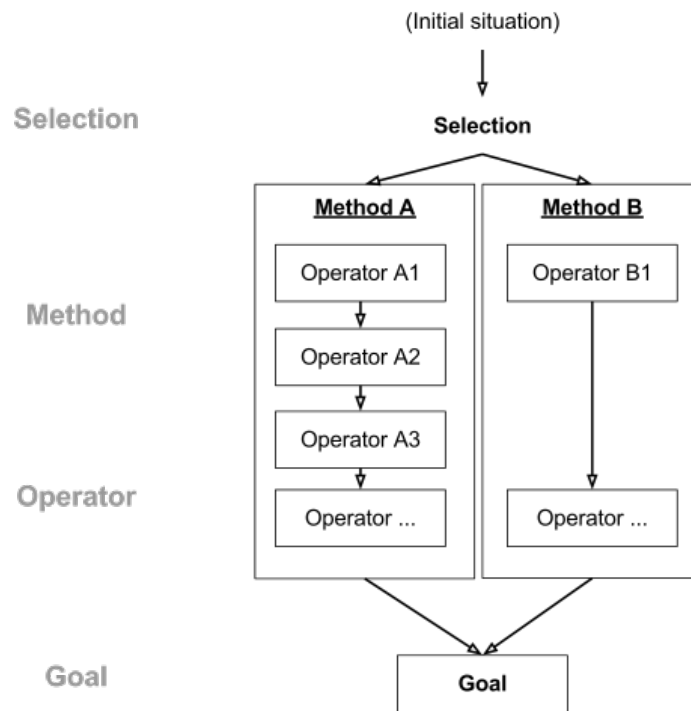 (Initial situation)
Selection
Selection
Method A
Method B
Operator A1
Operator B1
Method
Operator A2
Operator A3
Operator
Operator ...
Operator ...
Goal
Goal